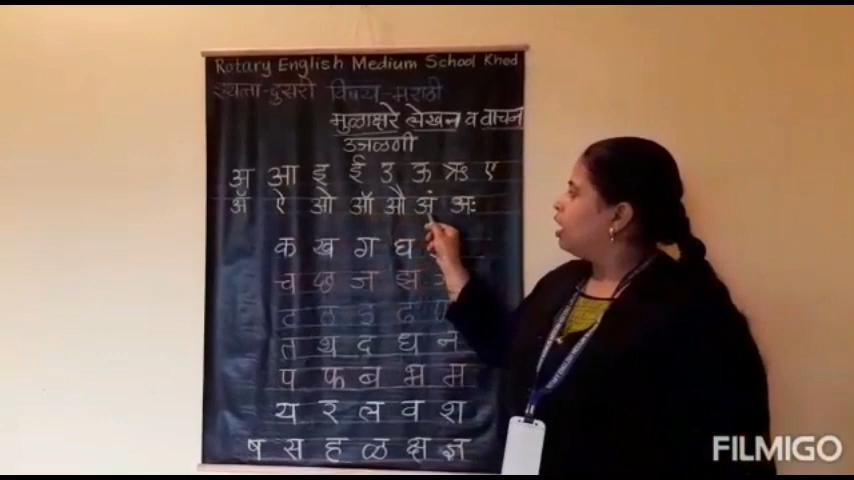 Rotary English Medium School Khed
इयत्ता-दुसरी विषय-मराठी
मुळाक्षरे लेखन व वाचन
उजळणी
अ आ इ ई उ ऊ ऋ ए
ॲ ऐ ओ ऑ औ अं अः
क ख ग घ
च छ ज झ
ट ठ ड ढ ण
त थ द ध न
प फ ब भ म
य र ल व श
ष स ह ळ क्ष ज्ञ
FILMIGO